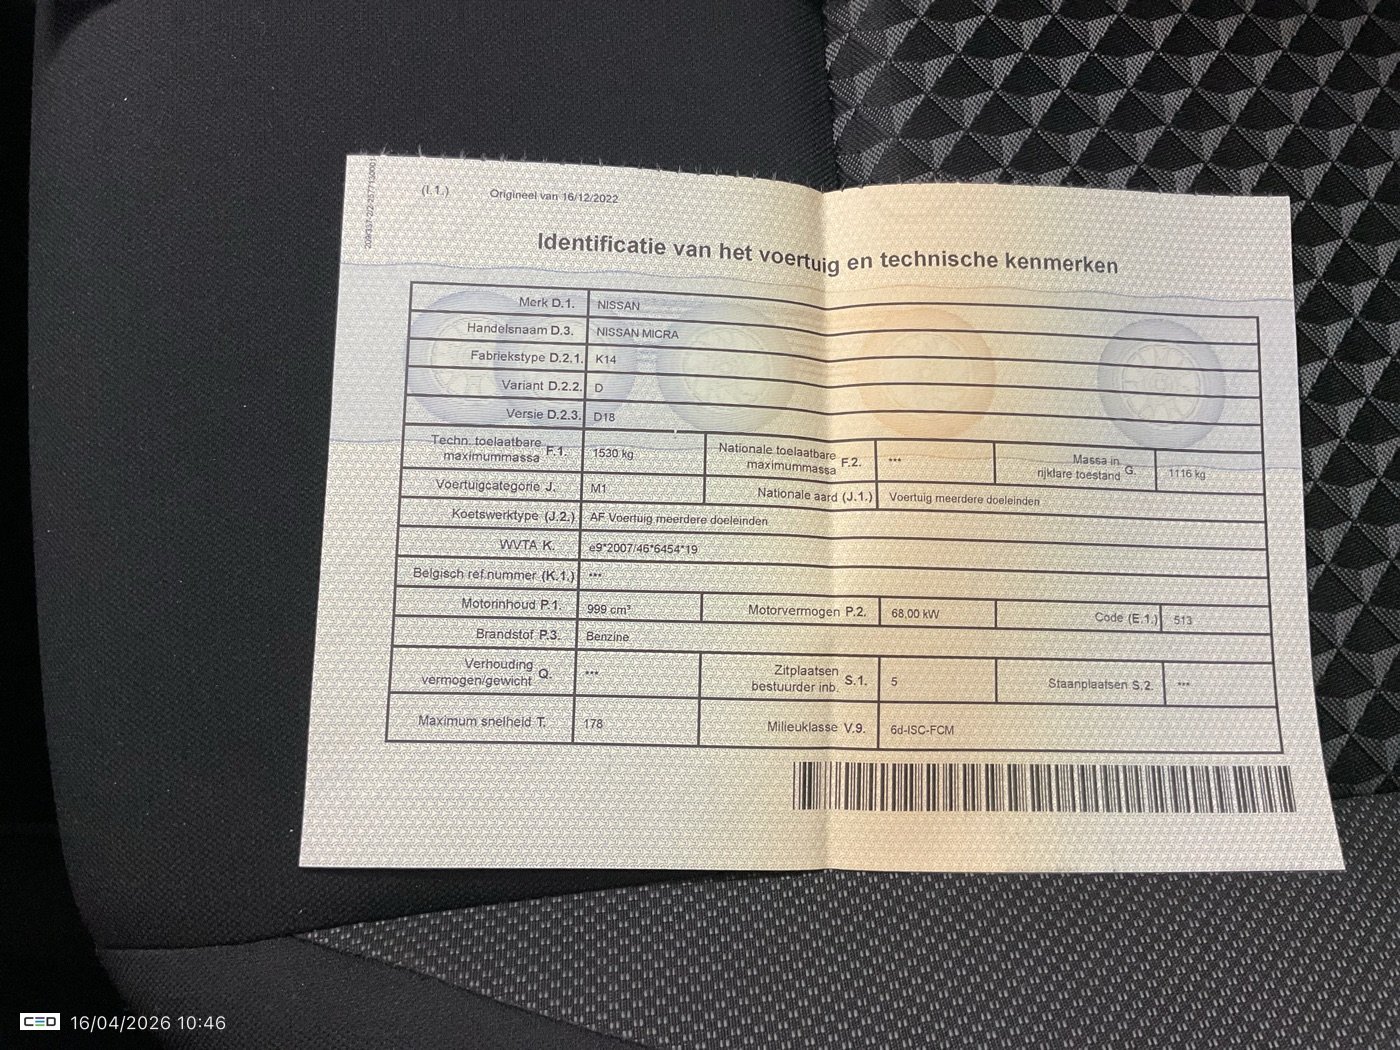 (I.1.) Origineel van 16/12/2022
Identificatie van het voertuig en technische kenmerken
Merk D.1. NISSAN
Handelsnaam D.3. NISSAN MICRA
Fabriekstype D.2.1. K14
Variant D.2.2. D
Versie D.2.3. D18
Techn. toelaatbare maximummassa F.1. 1530 kg Nationale toelaatbare maximummassa F.2. *** Massa in rijklare toestand G. 1116 kg
Voertuigcategorie J. M1 Nationale aard (J.1.) Voertuig meerdere doeleinden
Koetswerktype (J.2.) AF Voertuig meerdere doeleinden
WVTA K. e9*2007/46*6454*19
Belgisch ref.nummer (K.1.) ***
Motorinhoud P.1. 999 cm³ Motorvermogen P.2. 68,00 kW Code (E.1.) 513
Brandstof P.3. Benzine
Verhouding vermogen/gewicht Q. *** Zitplaatsen bestuurder inb. S.1. 5 Staanplaatsen S.2. ***
Maximum snelheid T. 178 Milieuklasse V.9. 6d-ISC-FCM
CED 16/04/2026 10:46